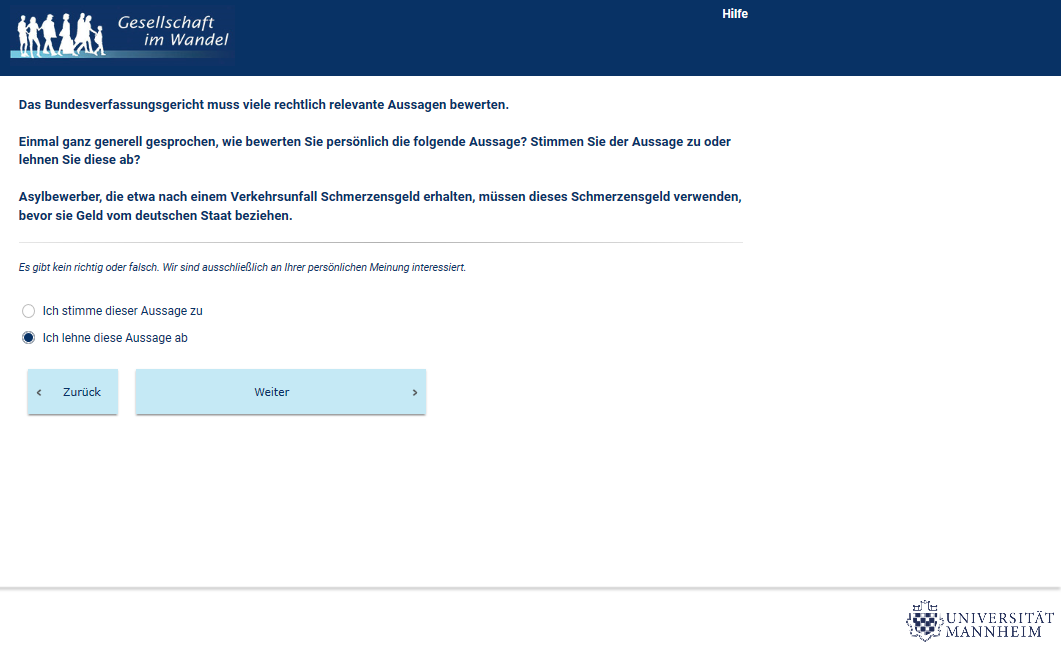 Gesellschaft
im Wandel
Hilfe
Das Bundesverfassungsgericht muss viele rechtlich relevante Aussagen bewerten.
Einmal ganz generell gesprochen, wie bewerten Sie persönlich die folgende Aussage? Stimmen Sie der Aussage zu oder
lehnen Sie diese ab?
Asylbewerber, die etwa nach einem Verkehrsunfall Schmerzensgeld erhalten, müssen dieses Schmerzensgeld verwenden,
bevor sie Geld vom deutschen Staat beziehen.
Es gibt kein richtig oder falsch. Wir sind ausschließlich an Ihrer persönlichen Meinung interessiert.
Ich stimme dieser Aussage zu
Ich lehne diese Aussage ab
‹ Zurück
Weiter ›
UNIVERSITÄT
MANNHEIM